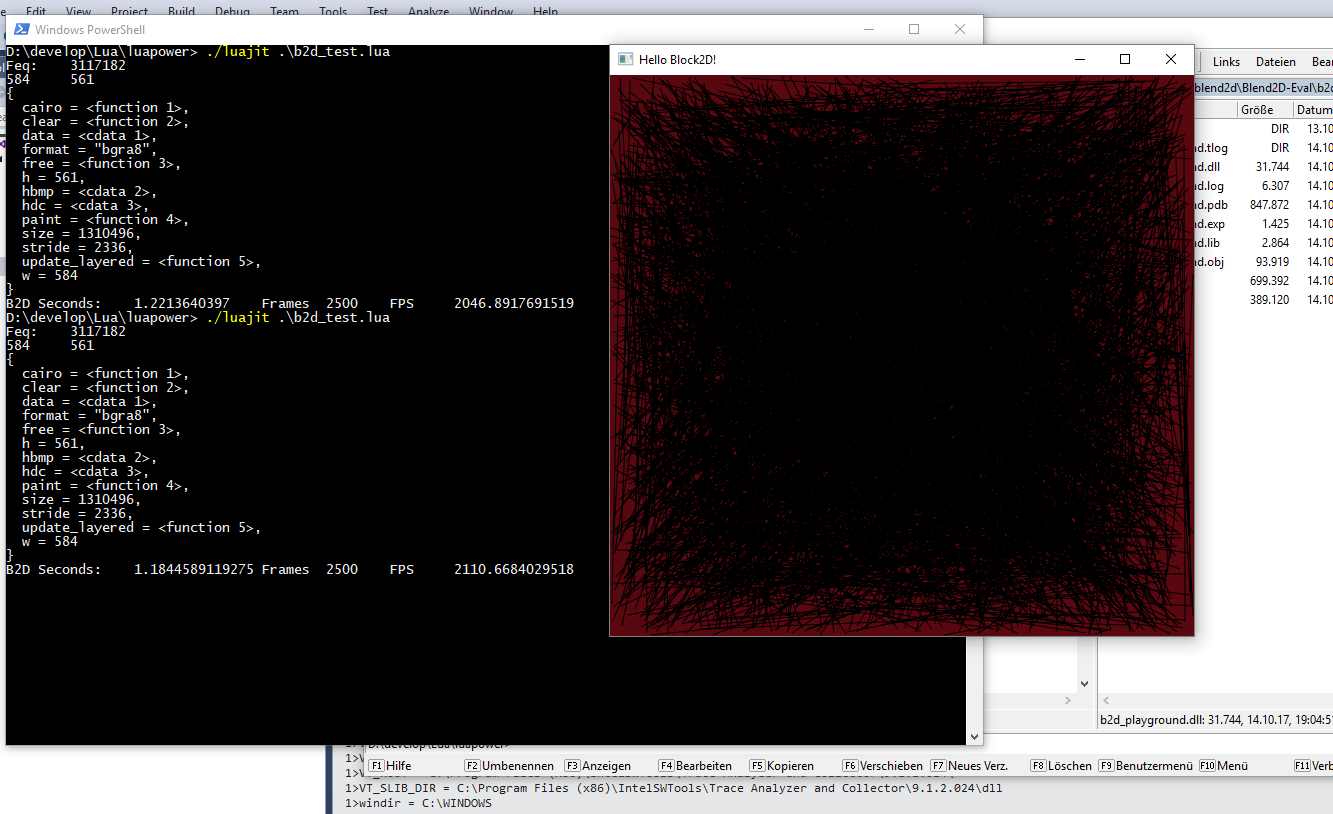 Edit View Project Build Debug Team Tools Test Analyze Window Help
Windows PowerShell
D:\develop\Lua\luapower> ./luajit .\b2d_test.lua
Feq: 3117182
584 561
{
cairo = <function 1>,
clear = <function 2>,
data = <cdata 1>,
format = "bgra8",
free = <function 3>,
h = 561,
hbmp = <cdata 2>,
hdc = <cdata 3>,
paint = <function 4>,
size = 1310496,
stride = 2336,
update_layered = <function 5>,
w = 584
}
B2D Seconds: 1.2213640397 Frames 2500 FPS 2046.8917691519
D:\develop\Lua\luapower> ./luajit .\b2d_test.lua
Feq: 3117182
584 561
{
cairo = <function 1>,
clear = <function 2>,
data = <cdata 1>,
format = "bgra8",
free = <function 3>,
h = 561,
hbmp = <cdata 2>,
hdc = <cdata 3>,
paint = <function 4>,
size = 1310496,
stride = 2336,
update_layered = <function 5>,
w = 584
}
B2D Seconds: 1.1844589119275 Frames 2500 FPS 2110.6684029518
Hello Block2D!
Links Dateien Bear
blend2d\Blend2D-Eval\b2d
Größe Datum
DIR 13.10
nd.tlog DIR 14.10
nd.dll 31.744 14.10
nd.log 6.307 14.10
nd.pdb 847.872 14.10
nd.exp 1.425 14.10
nd.lib 2.864 14.10
nd.obj 93.919 14.10
699.392 14.10
389.120 14.10
b2d_playground.dll: 31.744, 14.10.17, 19:04:5
D:\develop\Lua\luapower>
F1 Hilfe F2 Umbenennen F3 Anzeigen F4 Bearbeiten F5 Kopieren F6 Verschieben F7 Neues Verz. F8 Löschen F9 Benutzermenü F10 Menü F11 Verb
1>VT_SLIB_DIR = C:\Program Files (x86)\IntelSWTools\Trace Analyzer and Collector\9.1.2.024\dll
1>windir = C:\WINDOWS